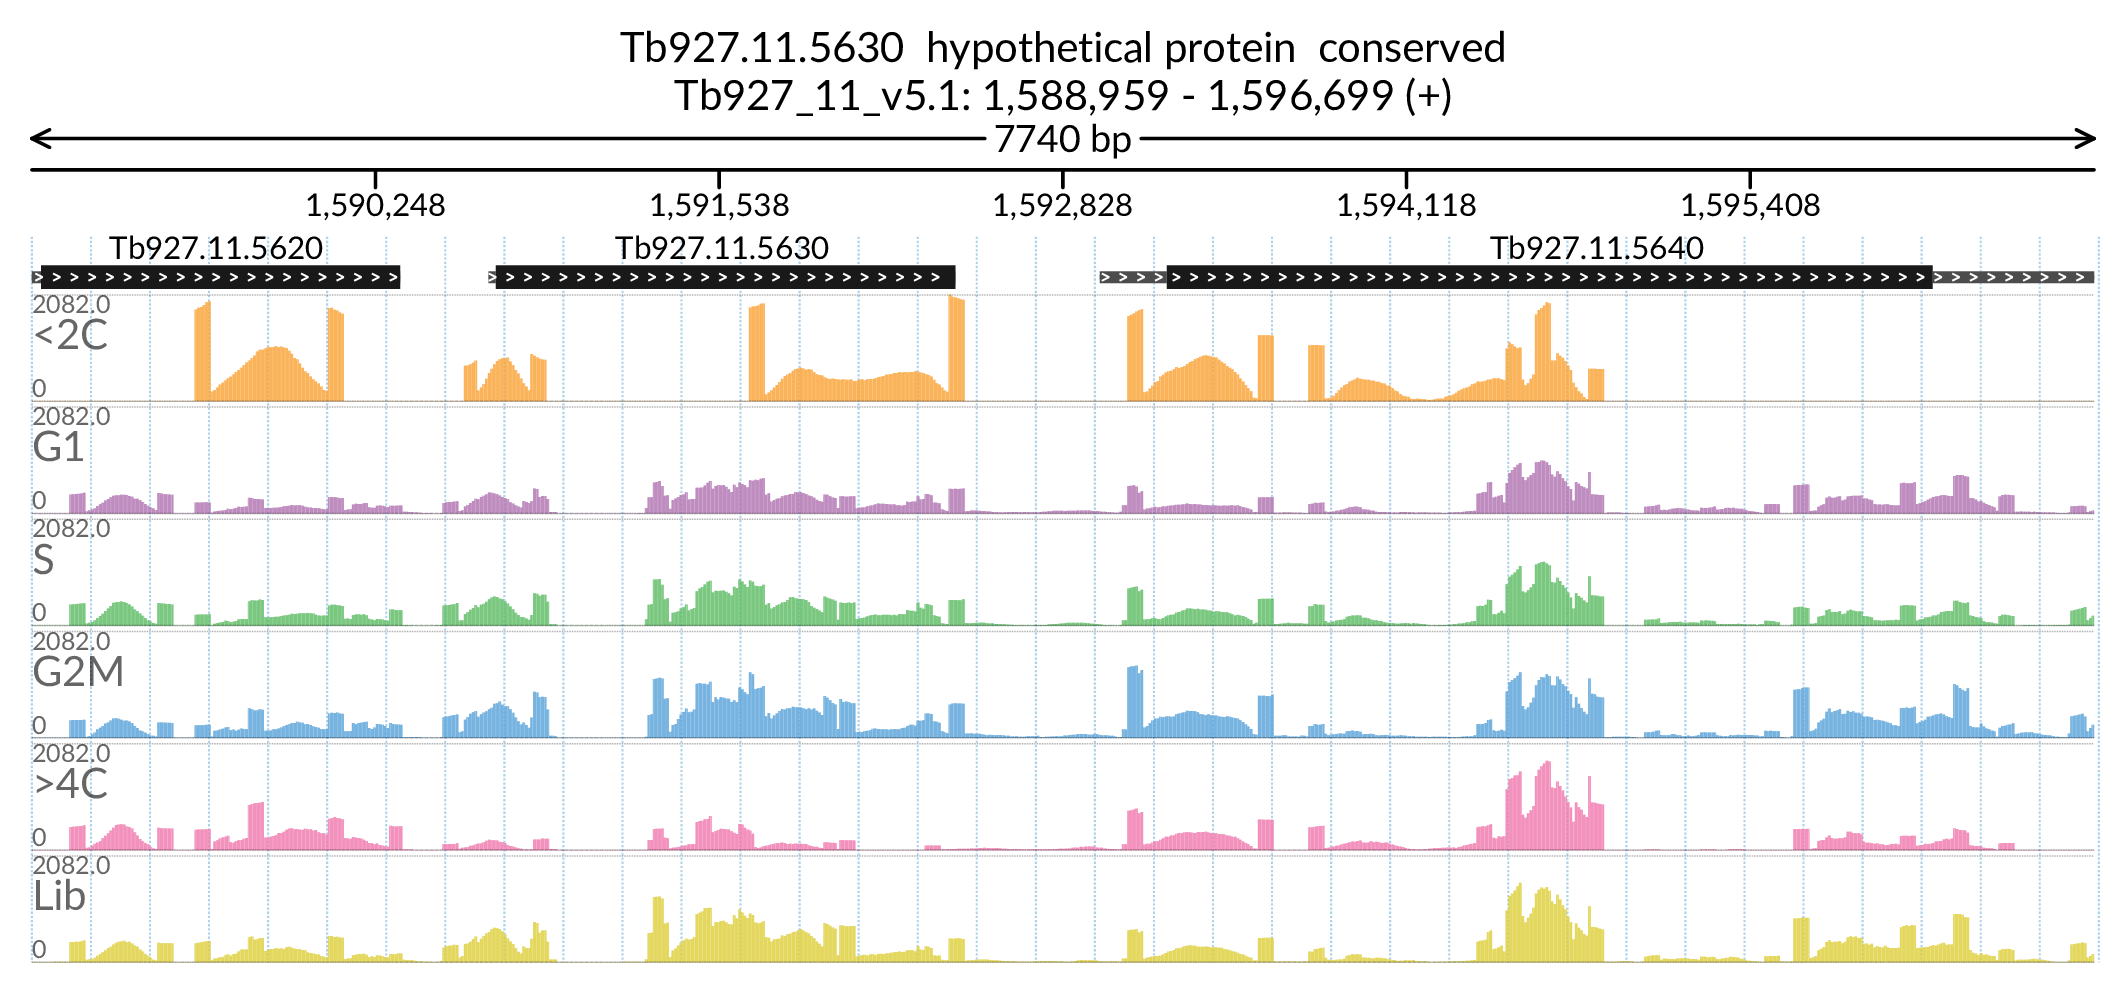 Tb927.11.5630  hypothetical protein  conserved
Tb927_11_v5.1: 1,588,959 - 1,596,699 (+)
7740 bp
1,590,248 1,591,538 1,592,828 1,594,118 1,595,408
Tb927.11.5620 Tb927.11.5630 Tb927.11.5640
2082.0
<2C
0
2082.0
G1
0
2082.0
S
0
2082.0
G2M
0
2082.0
>4C
0
2082.0
Lib
0